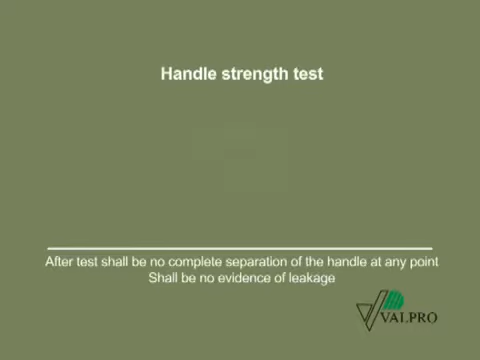 Handle strength test
After test shall be no complete separation of the handle at any point
Shall be no evidence of leakage
VALPRO